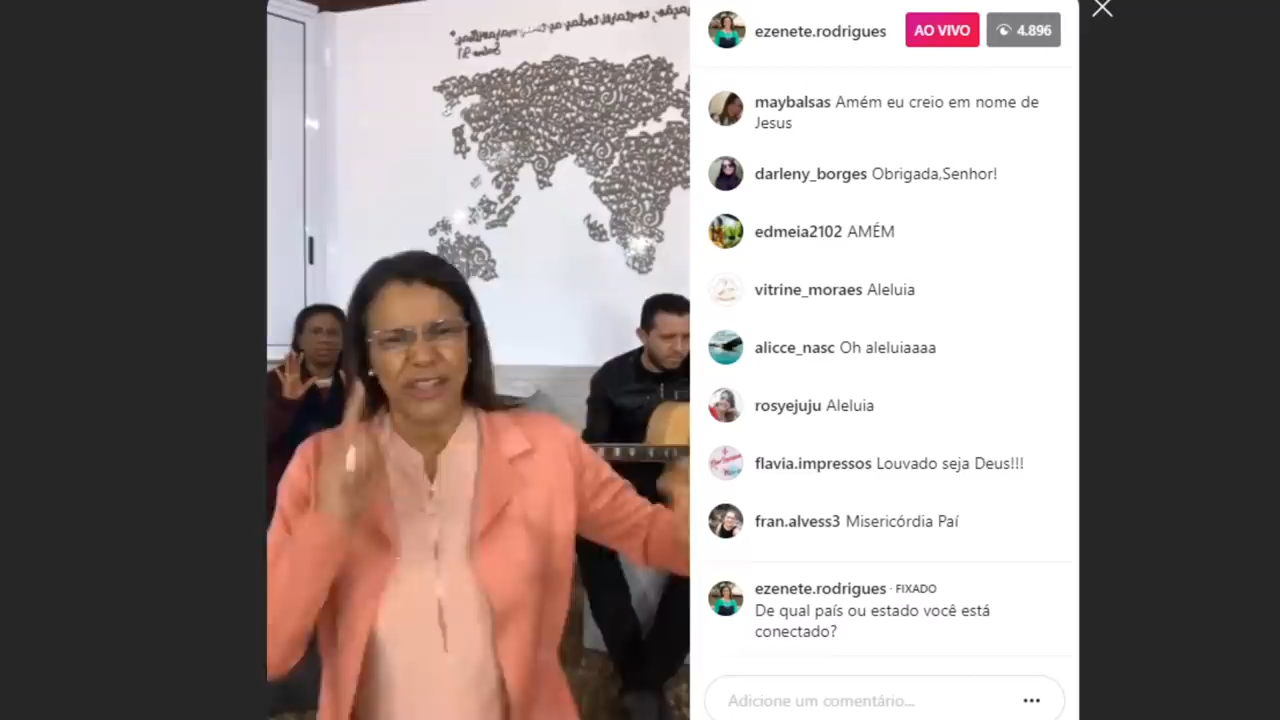 ezenete.rodrigues AO VIVO 4.896
maybalsas Amém eu creio em nome de
Jesus
darleny_borges Obrigada,Senhor!
edmeia2102 AMÉM
vitrine_moraes Aleluia
alicce_nasc Oh aleluiaaaa
rosyejuju Aleluia
flavia.impressos Louvado seja Deus!!!
fran.alvess3 Misericórdia Paí
ezenete.rodrigues · FIXADO
De qual país ou estado você está
conectado?
Adicione um comentário...